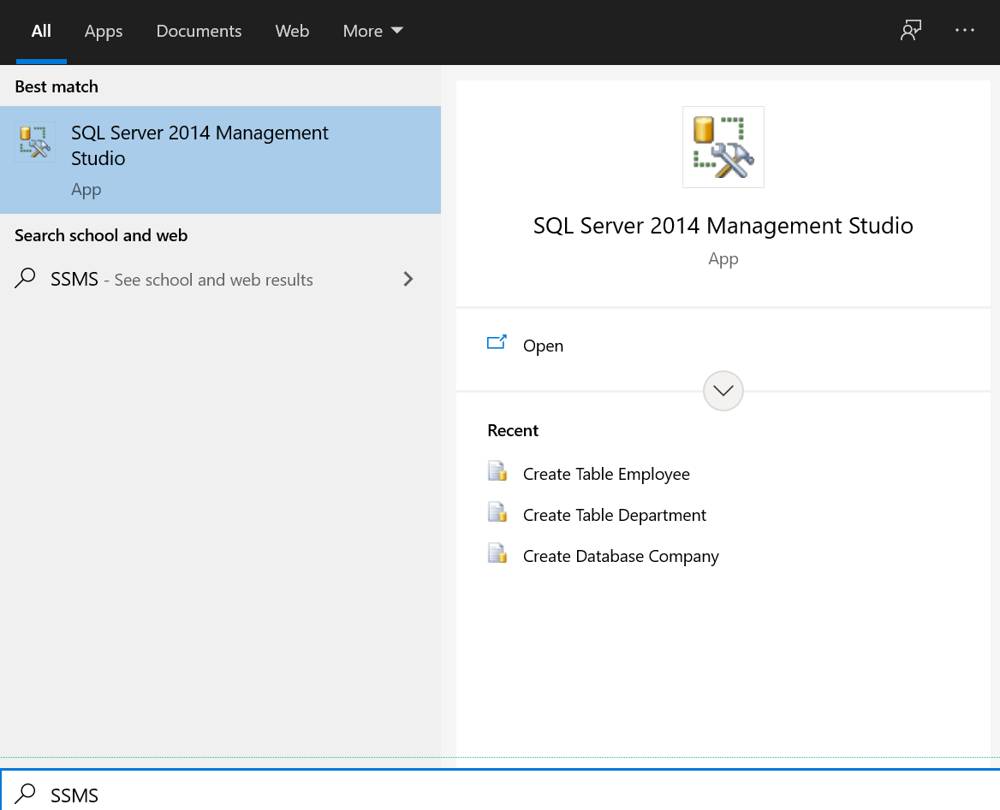 All Apps Documents Web More
Best match
SQL Server 2014 Management
Studio
App
Search school and web
SSMS - See school and web results
SQL Server 2014 Management Studio
App
Open
Recent
Create Table Employee
Create Table Department
Create Database Company
SSMS